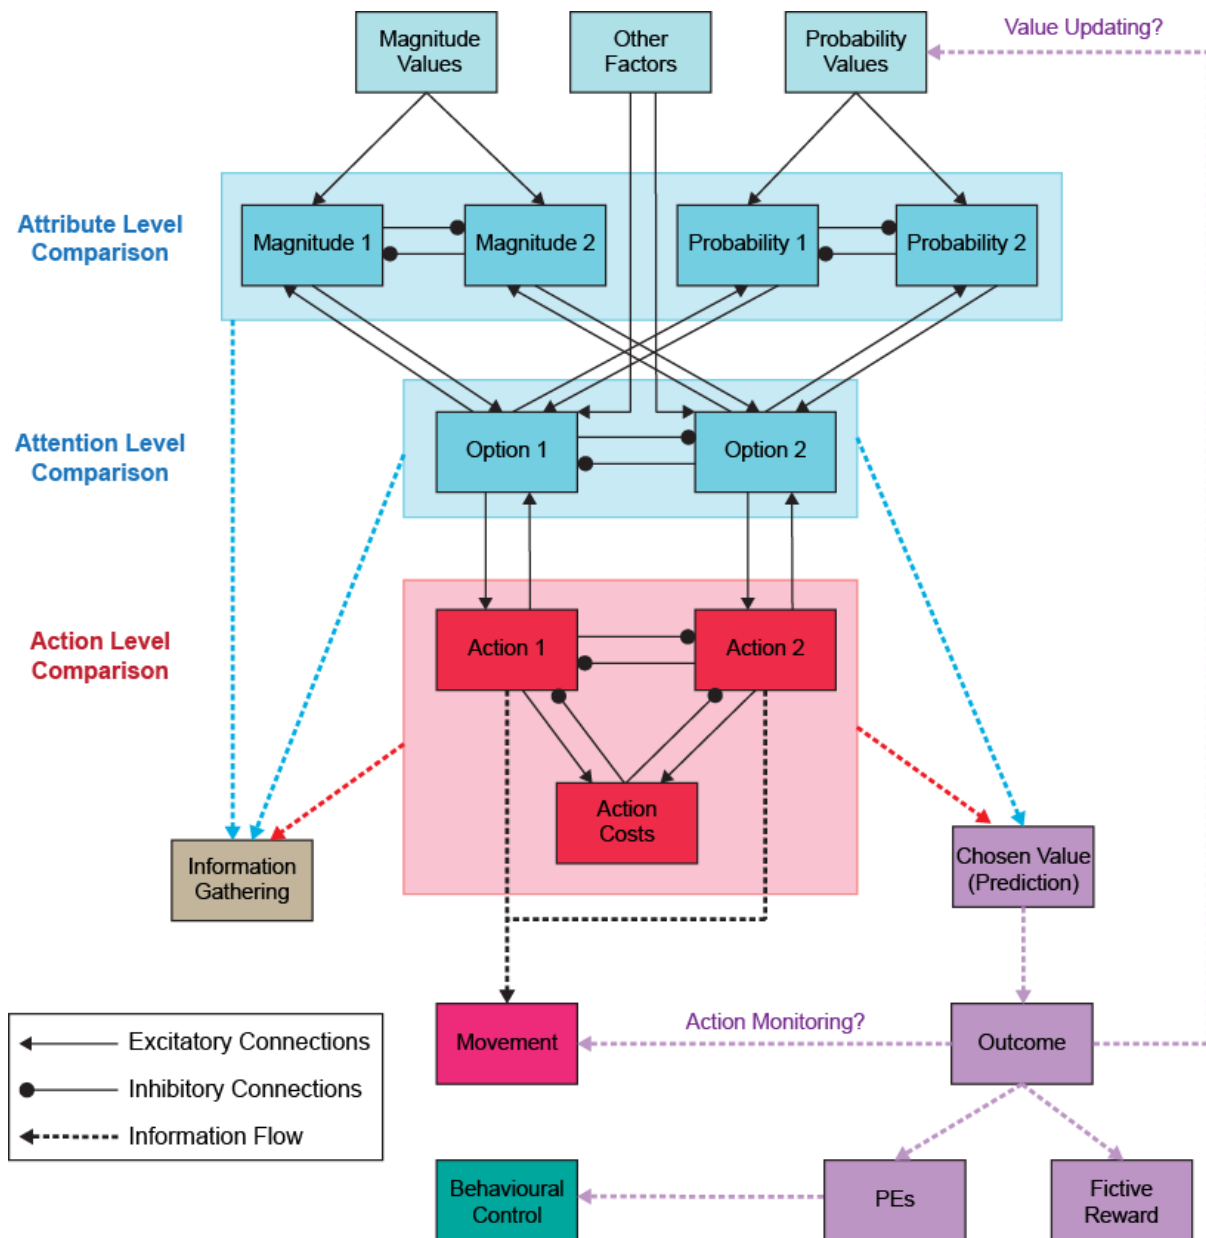 Magnitude
Values
Other
Factors
Probability
Values
Value Updating?
Attribute Level
Comparison
Magnitude 1
Magnitude 2
Probability 1
Probability 2
Attention Level
Comparison
Option 1
Option 2
Action Level
Comparison
Action 1
Action 2
Action
Costs
Information
Gathering
Chosen Value
(Prediction)
Excitatory Connections
Inhibitory Connections
Information Flow
Movement
Action Monitoring?
Outcome
Behavioural
Control
PEs
Fictive
Reward